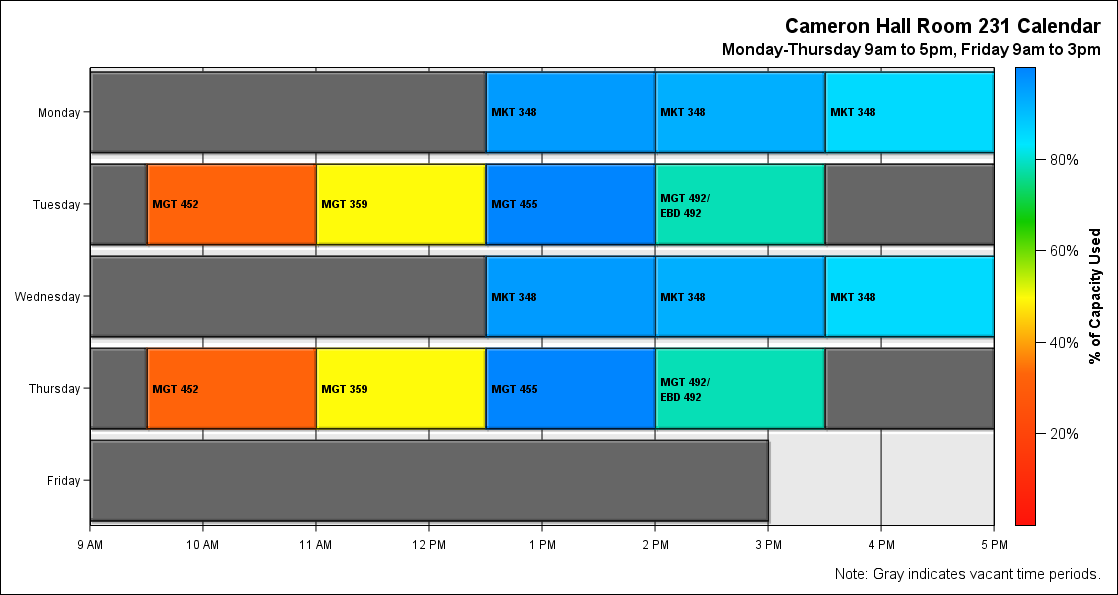 Cameron Hall Room 231 Calendar
Monday-Thursday 9am to 5pm, Friday 9am to 3pm
Monday
MKT 348
MKT 348
MKT 348
Tuesday
MGT 452
MGT 359
MGT 455
MGT 492/
EBD 492
Wednesday
MKT 348
MKT 348
MKT 348
Thursday
MGT 452
MGT 359
MGT 455
MGT 492/
EBD 492
Friday
9 AM
10 AM
11 AM
12 PM
1 PM
2 PM
3 PM
4 PM
5 PM
80%
60%
40%
20%
% of Capacity Used
Note: Gray indicates vacant time periods.